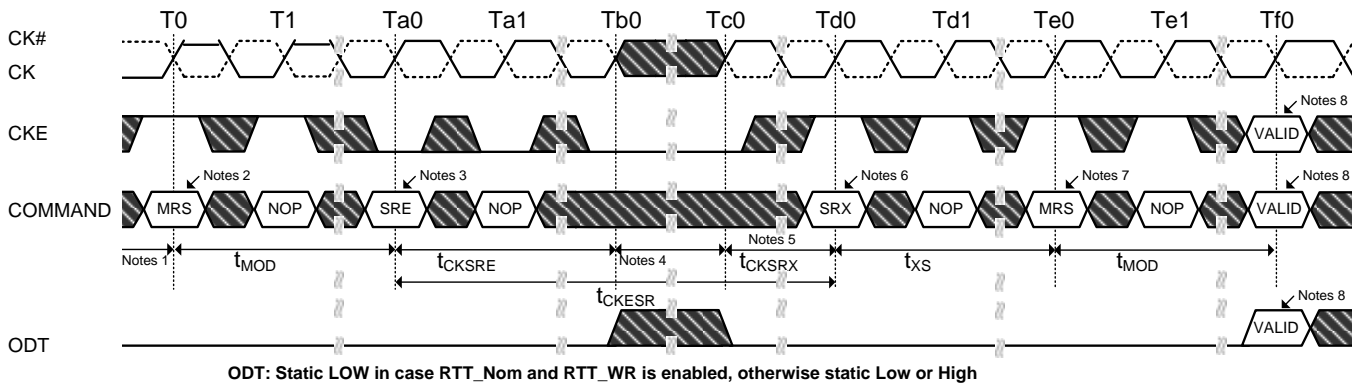 T0 T1 Ta0 Ta1 Tb0 Tc0 Td0 Td1 Te0 Te1 Tf0
CK#
CK
Notes 8
CKE
VALID
Notes 2 Notes 3 Notes 6 Notes 7 Notes 8
COMMAND MRS NOP SRE NOP SRX NOP MRS NOP VALID
Notes 1 tMOD tCKSRE Notes 4 Notes 5 tCKSRX tXS tMOD
tCKESR
Notes 8
VALID
ODT
ODT: Static LOW in case RTT_Nom and RTT_WR is enabled, otherwise static Low or High